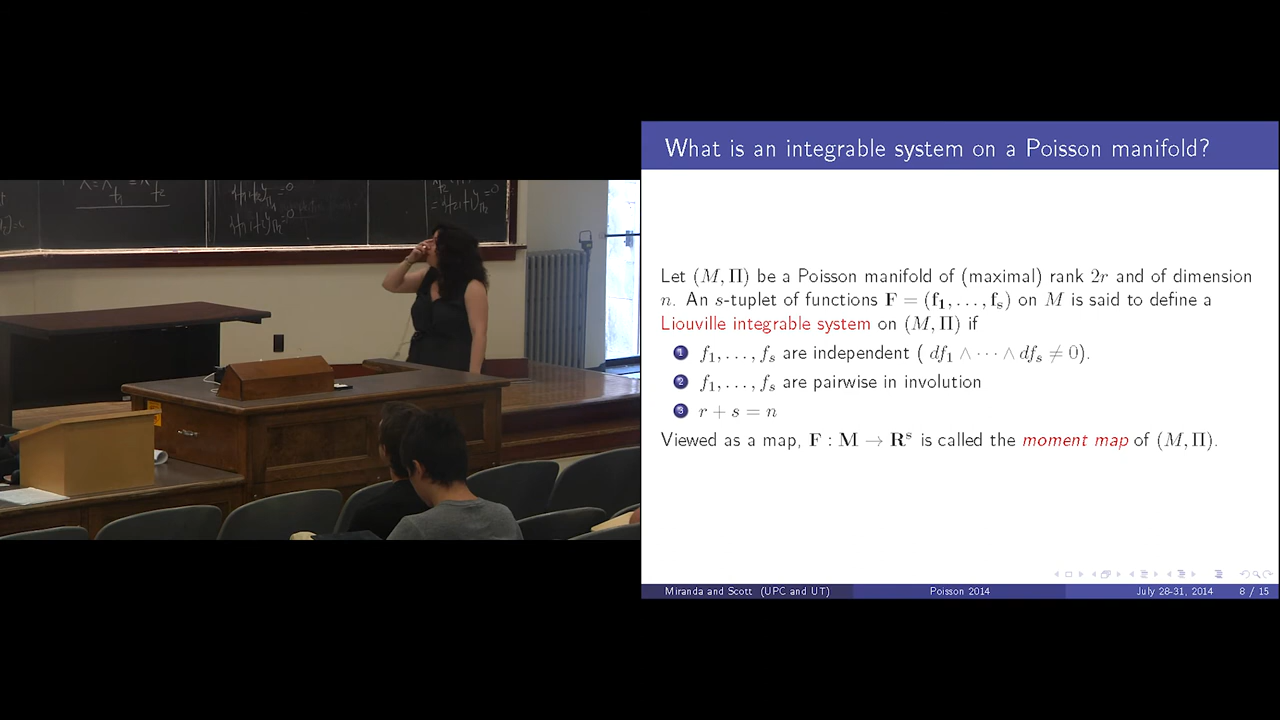 What is an integrable system on a Poisson manifold?
Let (M, Π) be a Poisson manifold of (maximal) rank 2r and of dimension
n. An s-tuplet of functions F = (f₁, . . . , fₛ) on M is said to define a
Liouville integrable system on (M, Π) if
1 f₁, . . . , fₛ are independent ( df₁ ∧ · · · ∧ dfₛ ≠ 0).
2 f₁, . . . , fₛ are pairwise in involution
3 r + s = n
Viewed as a map, F : M → Rˢ is called the moment map of (M, Π).
Miranda and Scott (UPC and UT)
Poisson 2014
July 28-31, 2014
8 / 15